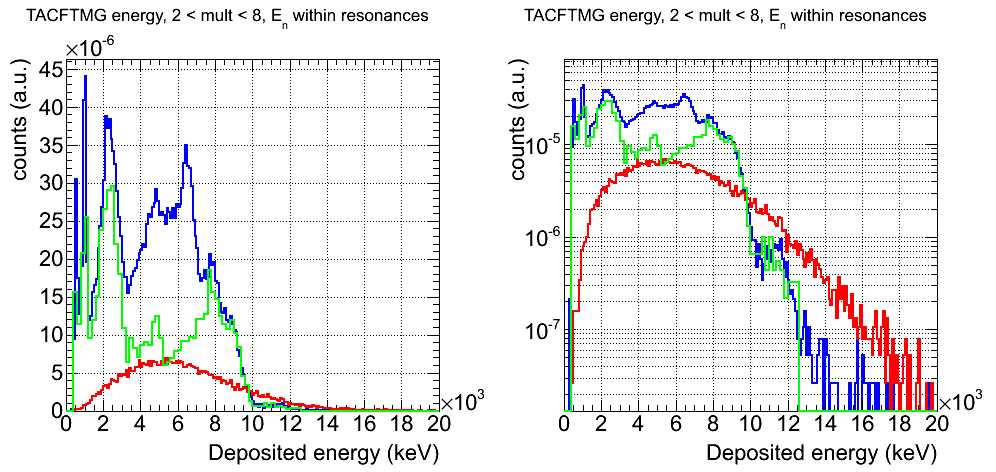 TACFTMG energy, 2 < mult < 8, En within resonances
×10-6
counts (a.u.)
45
40
35
30
25
20
15
10
5
0
0 2 4 6 8 10 12 14 16 18 20
×103
Deposited energy (keV)
TACFTMG energy, 2 < mult < 8, En within resonances
counts (a.u.)
10-5
10-6
10-7
0 2 4 6 8 10 12 14 16 18 20
×103
Deposited energy (keV)